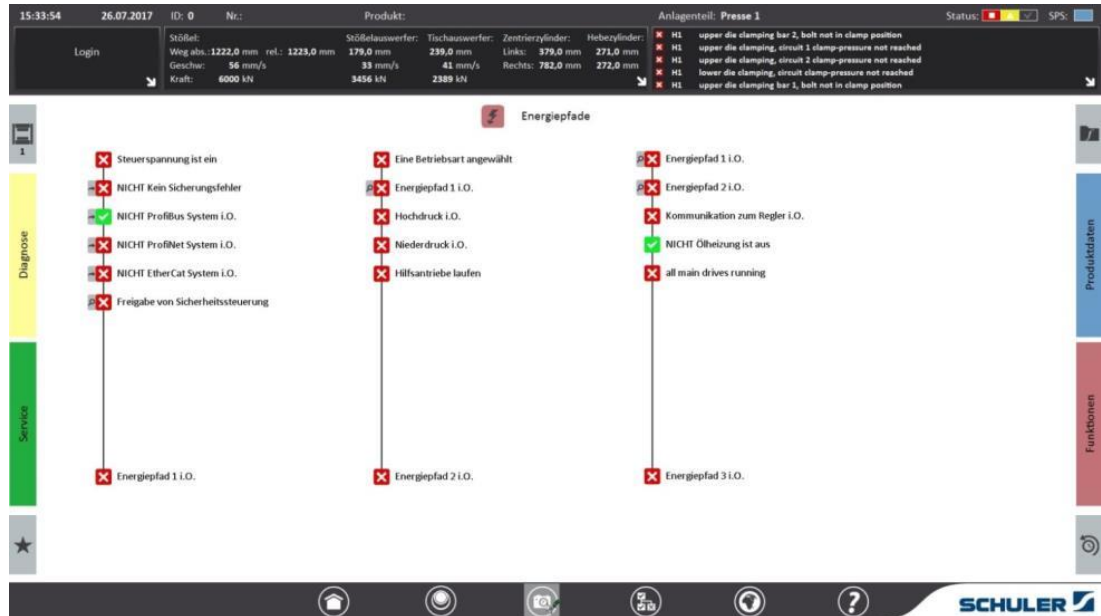 15:33:54 26.07.2017 ID: 0 Nr.: Produkt: Anlagenteil: Presse 1 Status: SPS:
Login
Stößel: Stößelauswerfer: Tischauswerfer: Zentrierzylinder: Hebezylinder:
Weg abs.: 1222,0 mm rel.: 1223,0 mm 179,0 mm 239,0 mm Links: 379,0 mm 271,0 mm
Geschw: 56 mm/s 33 mm/s 41 mm/s Rechts: 782,0 mm 272,0 mm
Kraft: 6000 kN 3456 kN 2389 kN
H1 upper die clamping bar 2, bolt not in clamp position
H1 upper die clamping, circuit 1 clamp-pressure not reached
H1 upper die clamping, circuit 2 clamp-pressure not reached
H1 lower die clamping, sircuit clamp-pressure not reached
H1 upper die clamping bar 1, bolt not in clamp position
Energiepfade
1
Diagnose
Service
Steuerspannung ist ein
NICHT Kein Sicherungsfehler
NICHT ProfiBus System i.O.
NICHT ProfiNet System i.O.
NICHT EtherCat System i.O.
Freigabe von Sicherheitssteuerung
Energiepfad 1 i.O.
Eine Betriebsart angewählt
Energiepfad 1 i.O.
Hochdruck i.O.
Niederdruck i.O.
Hilfsantriebe laufen
Energiepfad 2 i.O.
Energiepfad 1 i.O.
Energiepfad 2 i.O.
Kommunikation zum Regler i.O.
NICHT Ölheizung ist aus
all main drives running
Energiepfad 3 i.O.
Produktdaten
Funktionen
SCHULER